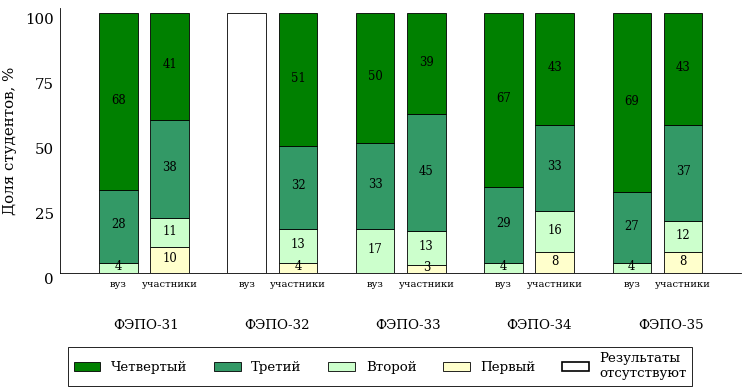 Доля студентов, %
100
75
50
25
0
68 28 4
41 38 11 10
51 32 13 4
50 33 17
39 45 13 3
67 29 4
43 33 16 8
69 27 4
43 37 12 8
вуз участники вуз участники вуз участники вуз участники вуз участники
ФЭПО-31 ФЭПО-32 ФЭПО-33 ФЭПО-34 ФЭПО-35
Четвертый Третий Второй Первый Результаты
отсутствуют